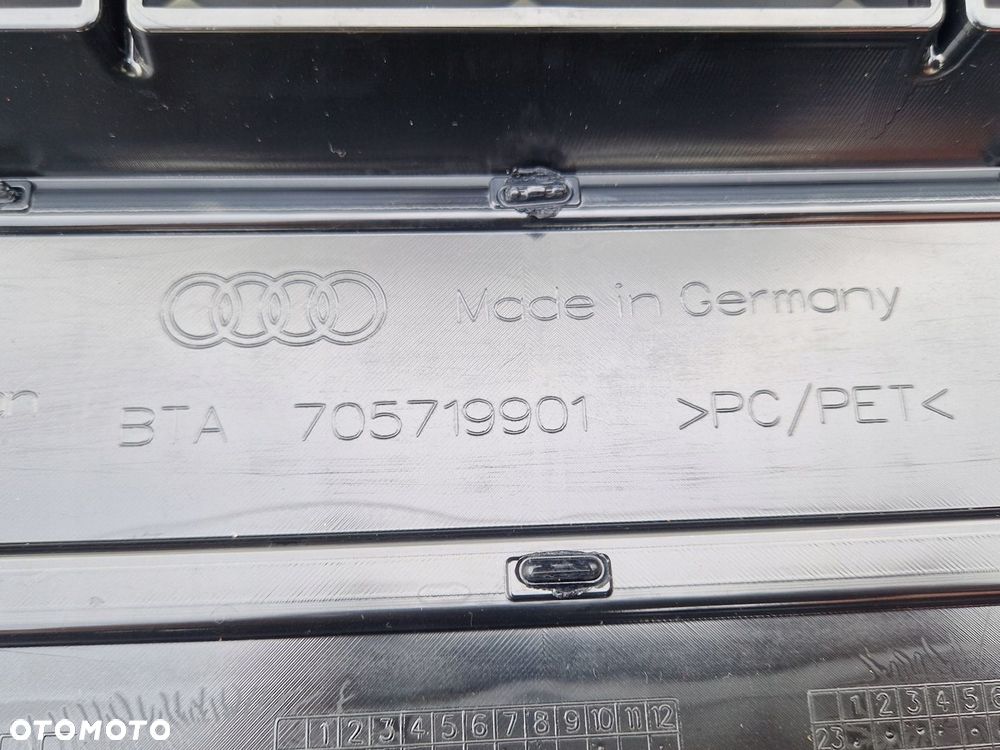 Made in Germany
BTA 705719901 >PC/PET<
1 2 3 4 5 6 7 8 9 10 11 12
1 2 3 4 5 6
23
OTOMOTO